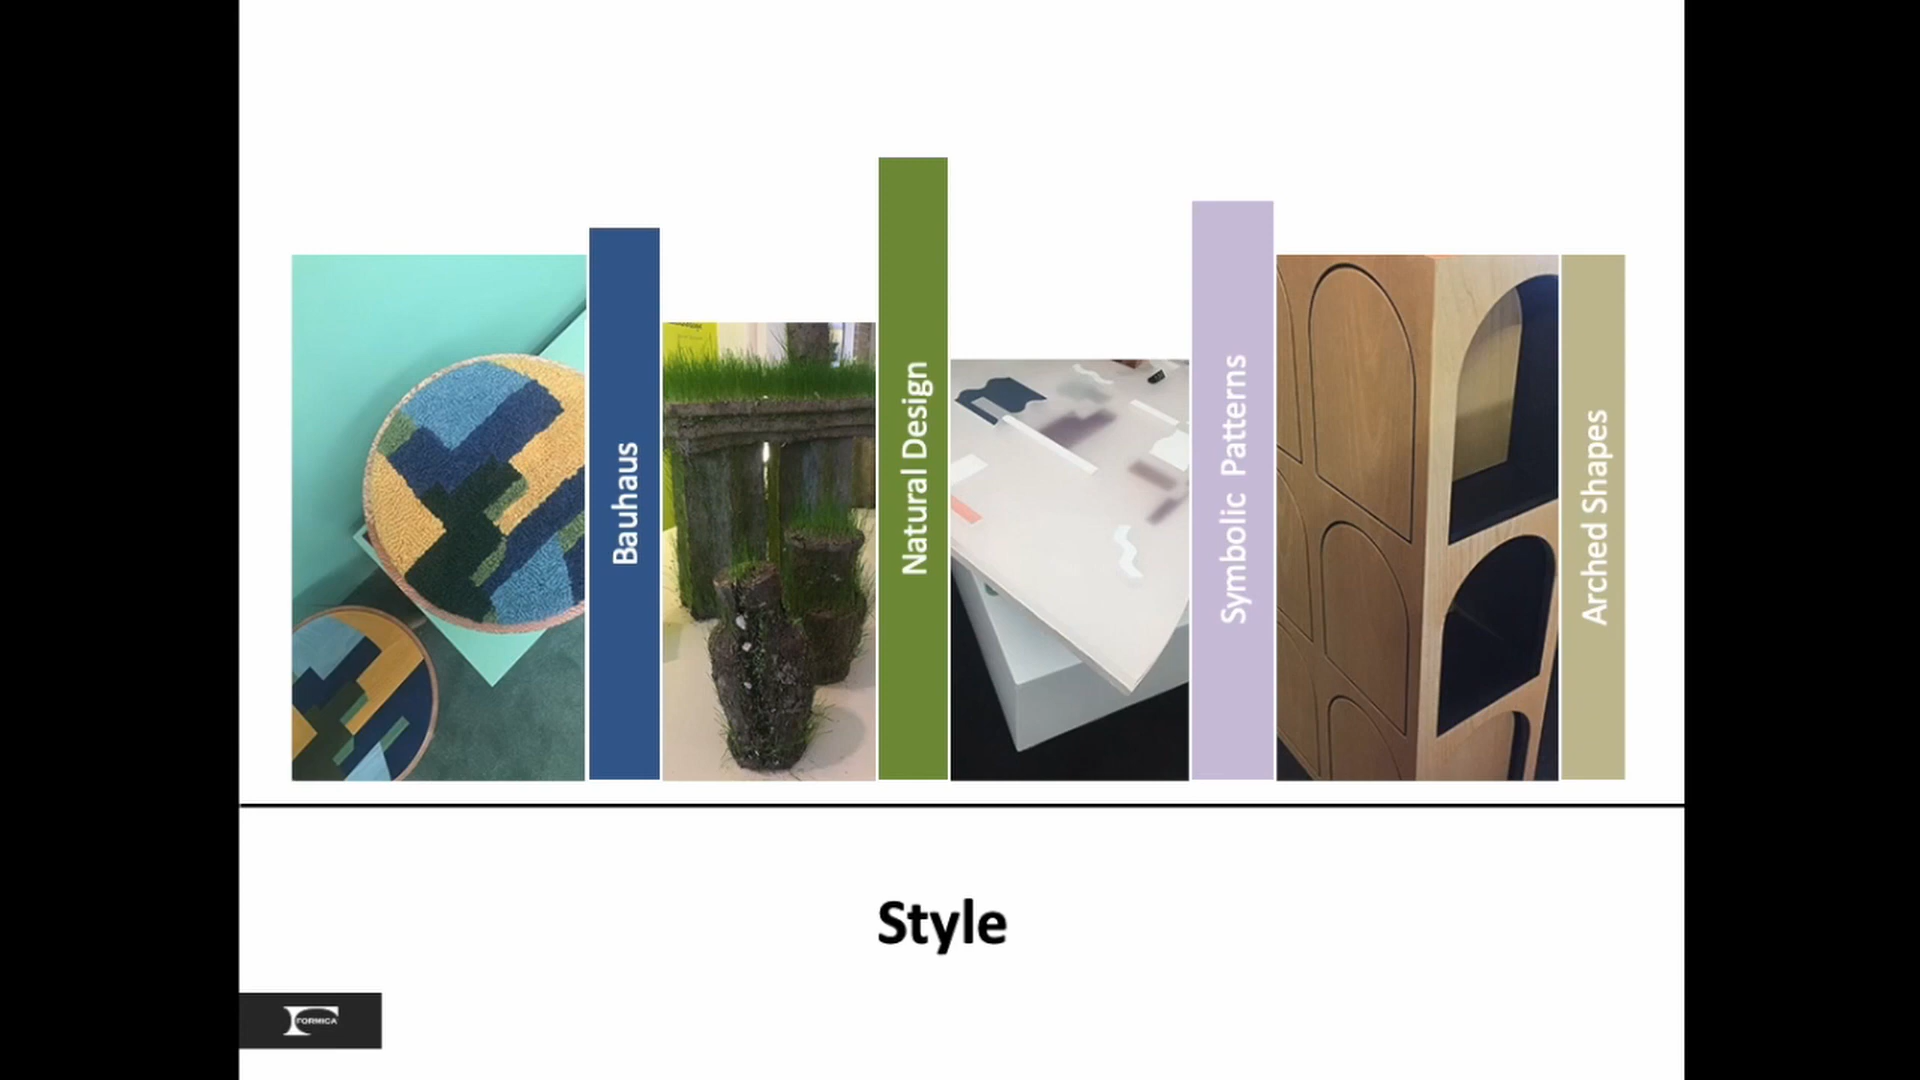 Bauhaus
Natural Design
Symbolic Patterns
Arched Shapes
Style
FORMICA